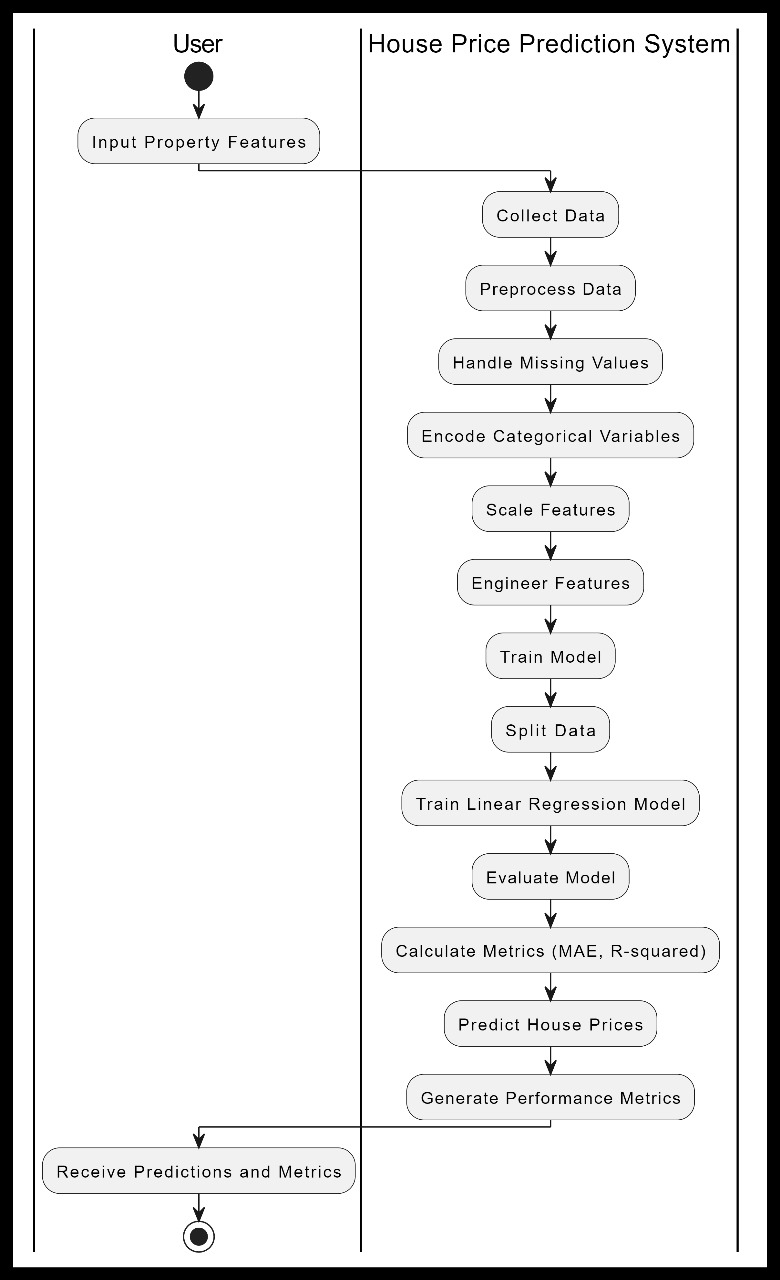 User
House Price Prediction System
Input Property Features
Collect Data
Preprocess Data
Handle Missing Values
Encode Categorical Variables
Scale Features
Engineer Features
Train Model
Split Data
Train Linear Regression Model
Evaluate Model
Calculate Metrics (MAE, R-squared)
Predict House Prices
Generate Performance Metrics
Receive Predictions and Metrics